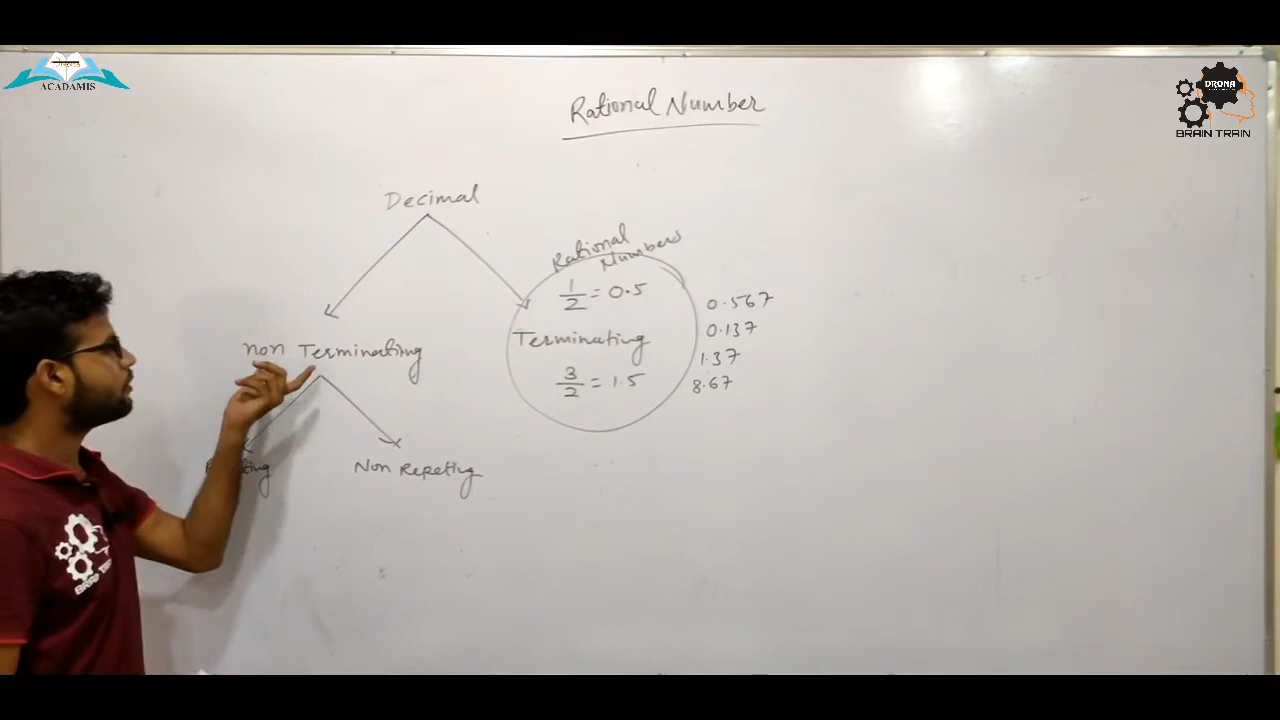 ACADAMIS
DRONA
BRAIN TRAIN
Rational Number
Decimal
Rational
Numbers
1/2 = 0.5
0.567
Terminating
0.137
non Terminating
1.37
3/2 = 1.5
8.67
Non Repeting